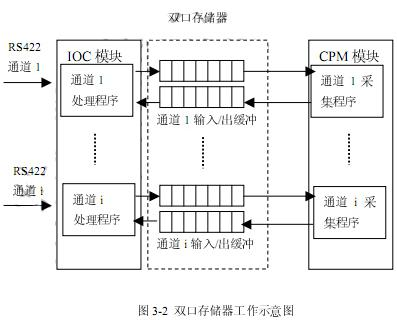 双口存储器
RS422
通道 1
IOC 模块
CPM 模块
通道 1
处理程序
通道 1 采
集程序
通道 1 输入/出缓冲
RS422
通道 i
通道 i
处理程序
通道 i 采
集程序
通道 i 输入/出缓冲
图 3-2 双口存储器工作示意图